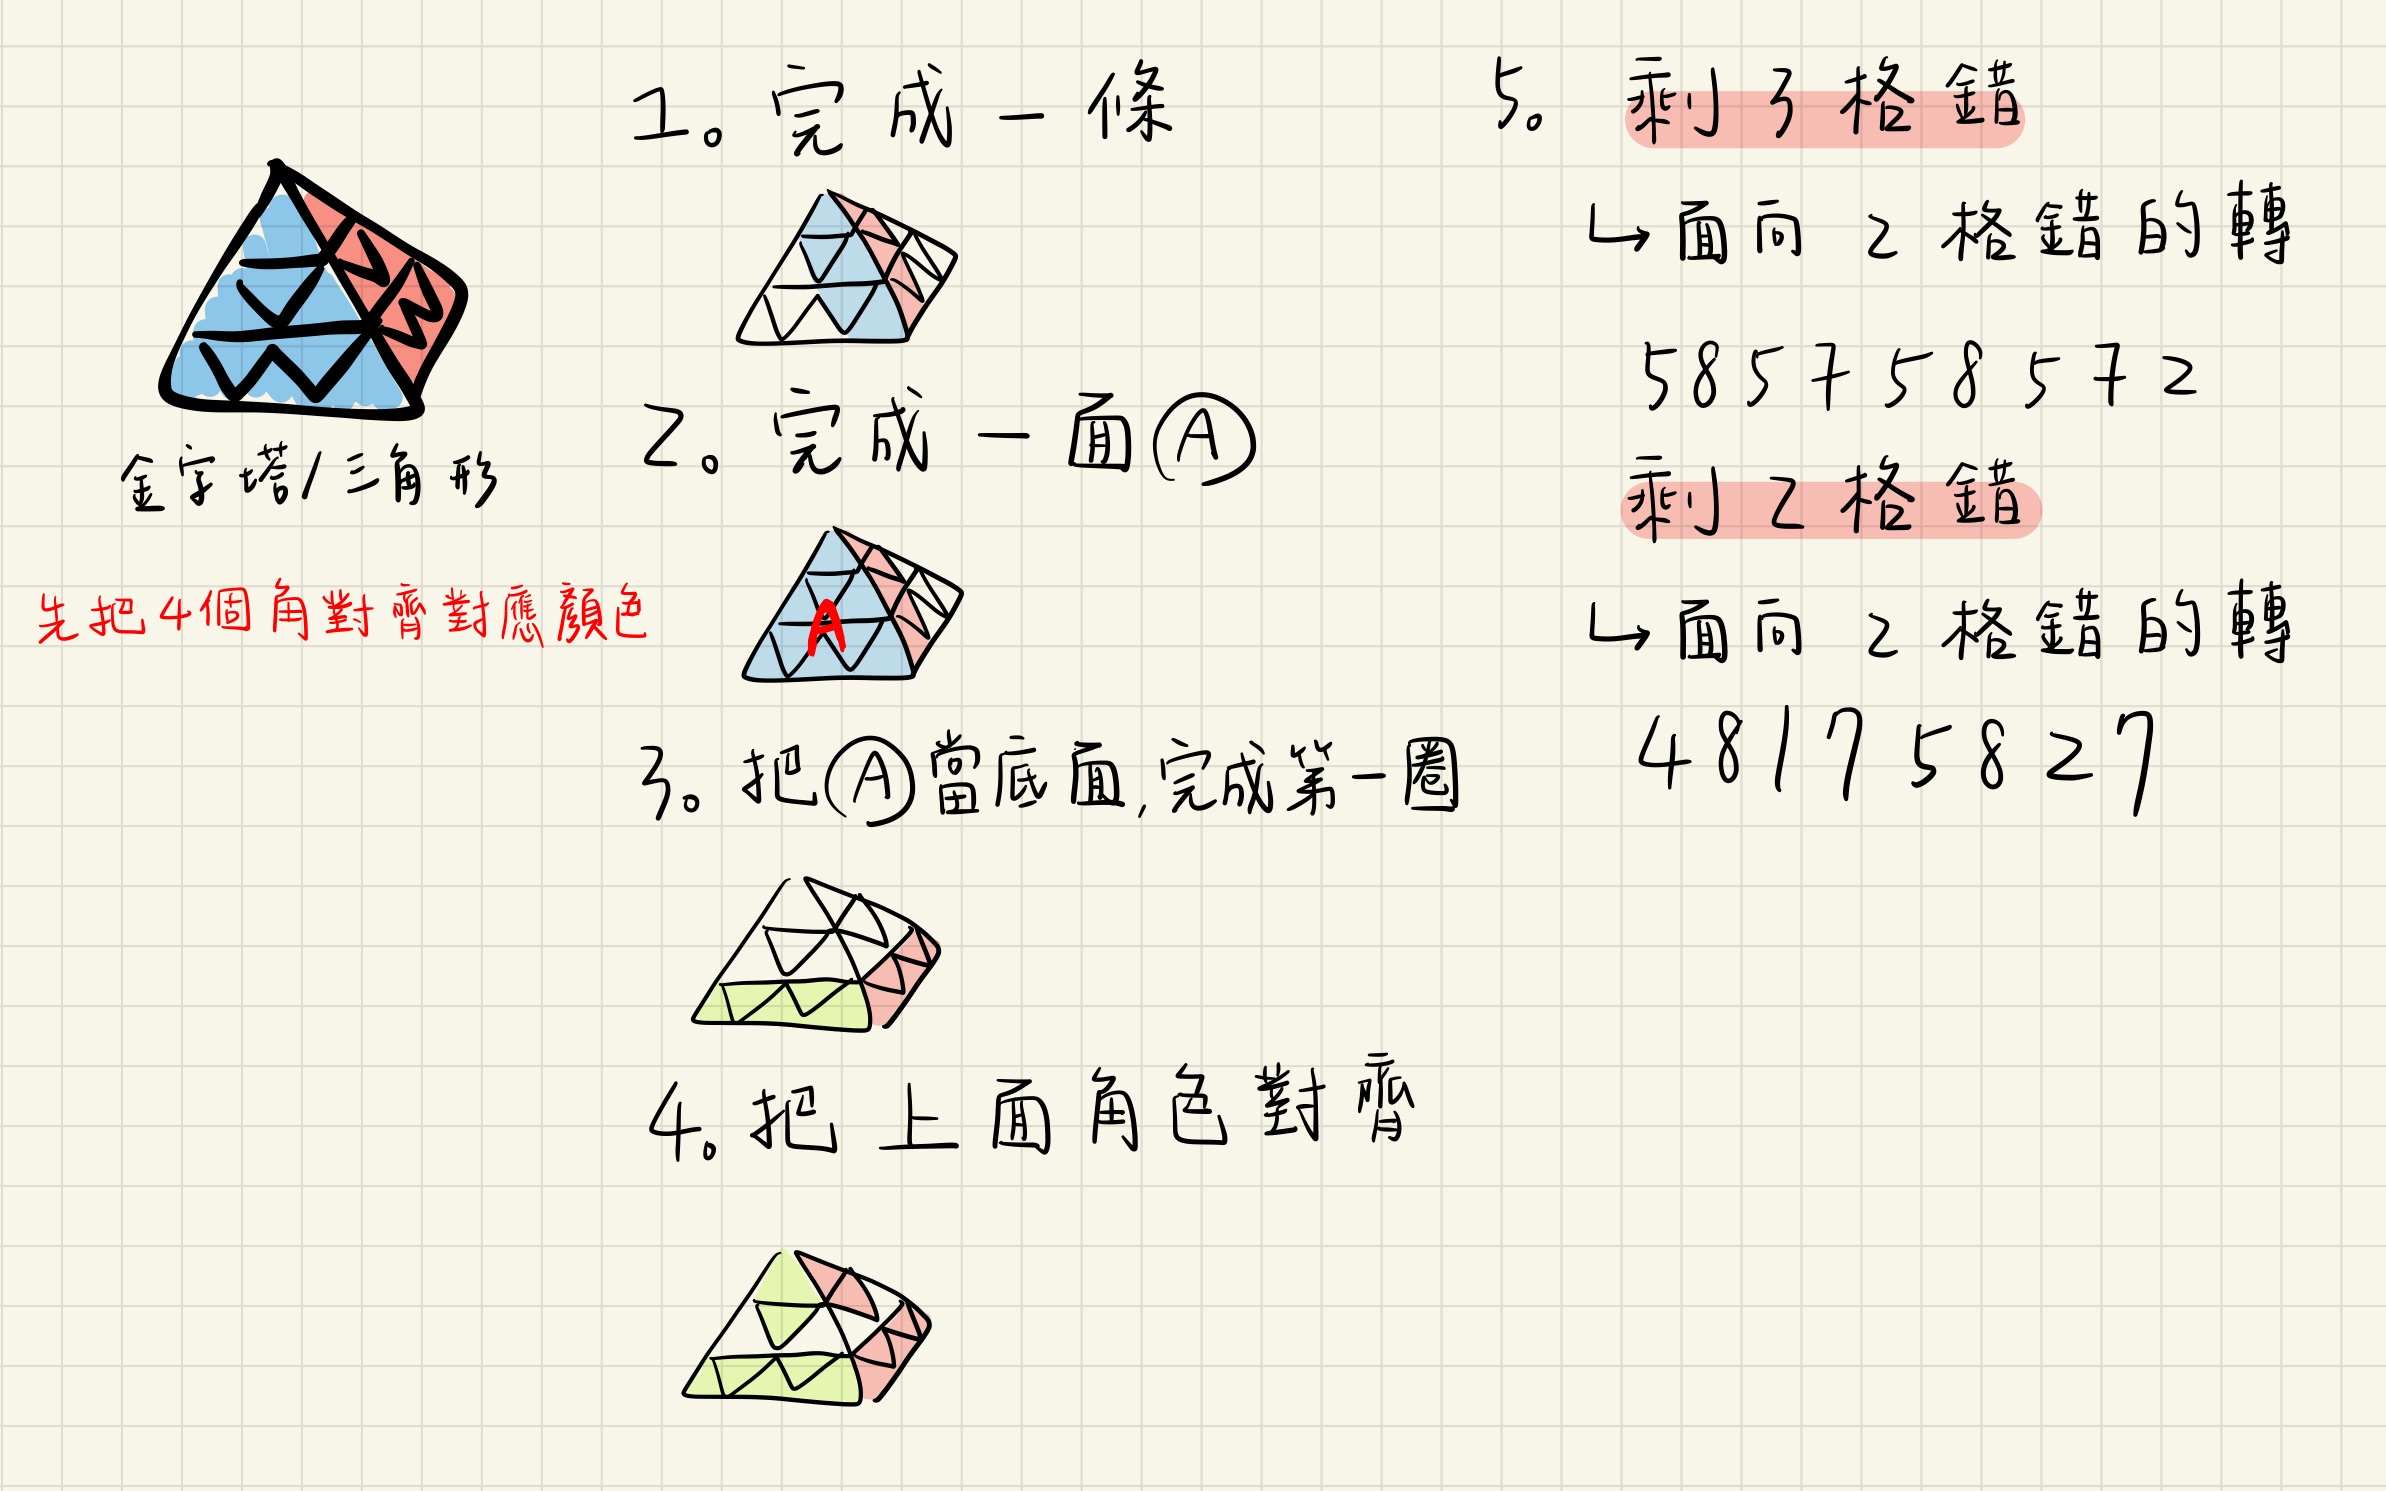 金字塔/三角形
先把4個角對齊對應顏色
1。完成一條
2。完成一面Ⓐ
A
3。把Ⓐ當底面,完成第一圈
4。把上面角色對齊
5。剩3格錯
↳面向2格錯的轉
585758572
剩2格錯
↳面向2格錯的轉
48175827